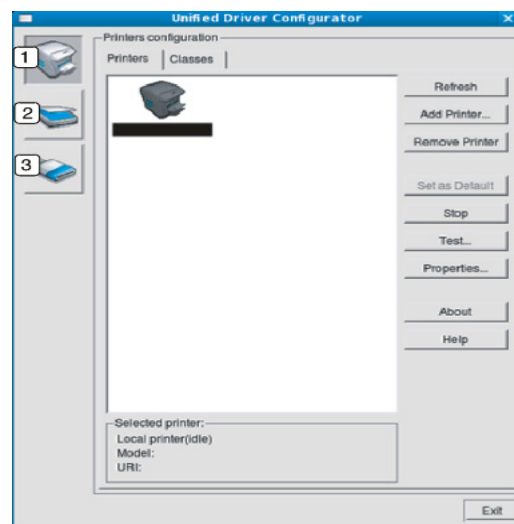 Unified Driver Configurator
Printers configuration
1
2
3
Printers
Classes
Refresh
Add Printer...
Remove Printer
Set as Default
Stop
Test...
Properties...
About
Help
Selected printer:
Local printer(idle)
Model:
URI:
Exit